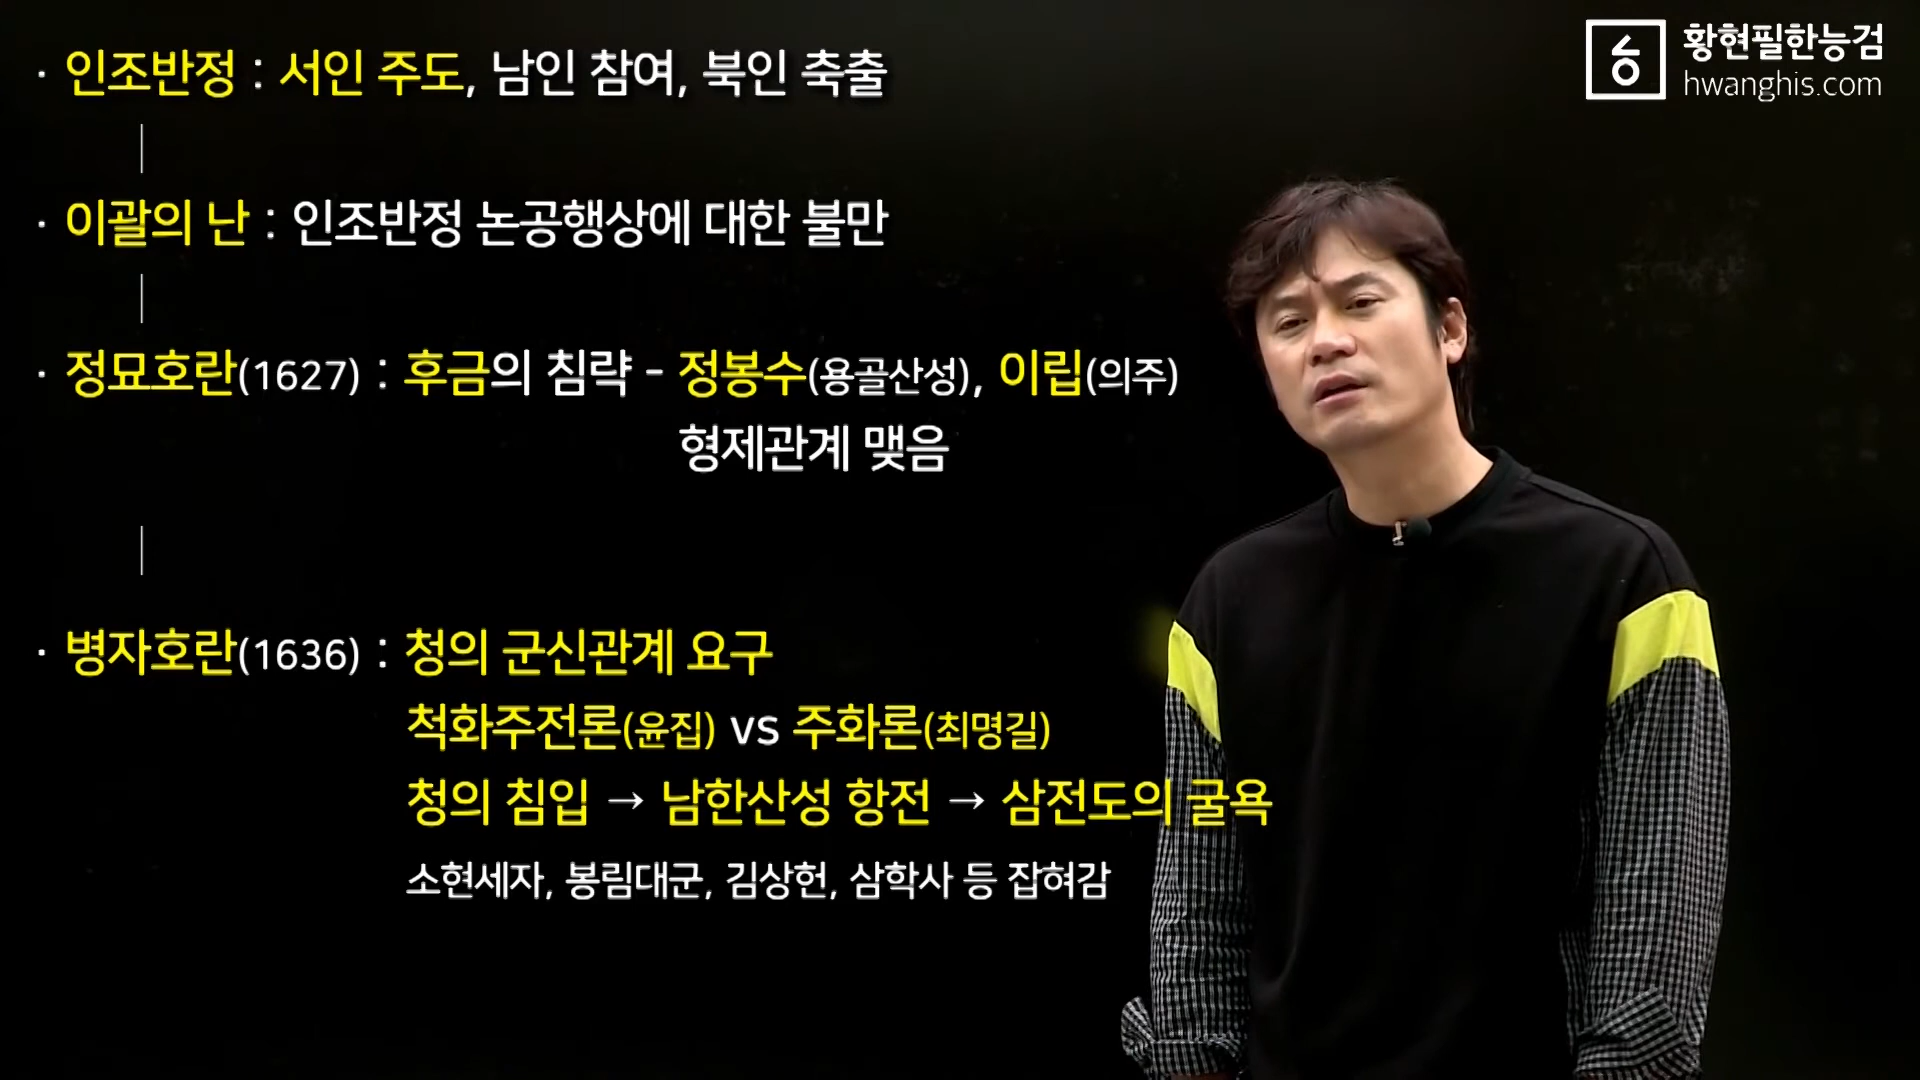 · 인조반정 : 서인 주도, 남인 참여, 북인 축출
· 이괄의 난 : 인조반정 논공행상에 대한 불만
· 정묘호란(1627) : 후금의 침략 - 정봉수(용골산성), 이립(의주)
형제관계 맺음
· 병자호란(1636) : 청의 군신관계 요구
척화주전론(윤집) vs 주화론(최명길)
청의 침입 → 남한산성 항전 → 삼전도의 굴욕
소현세자, 봉림대군, 김상헌, 삼학사 등 잡혀감
황현필한능검
hwanghis.com